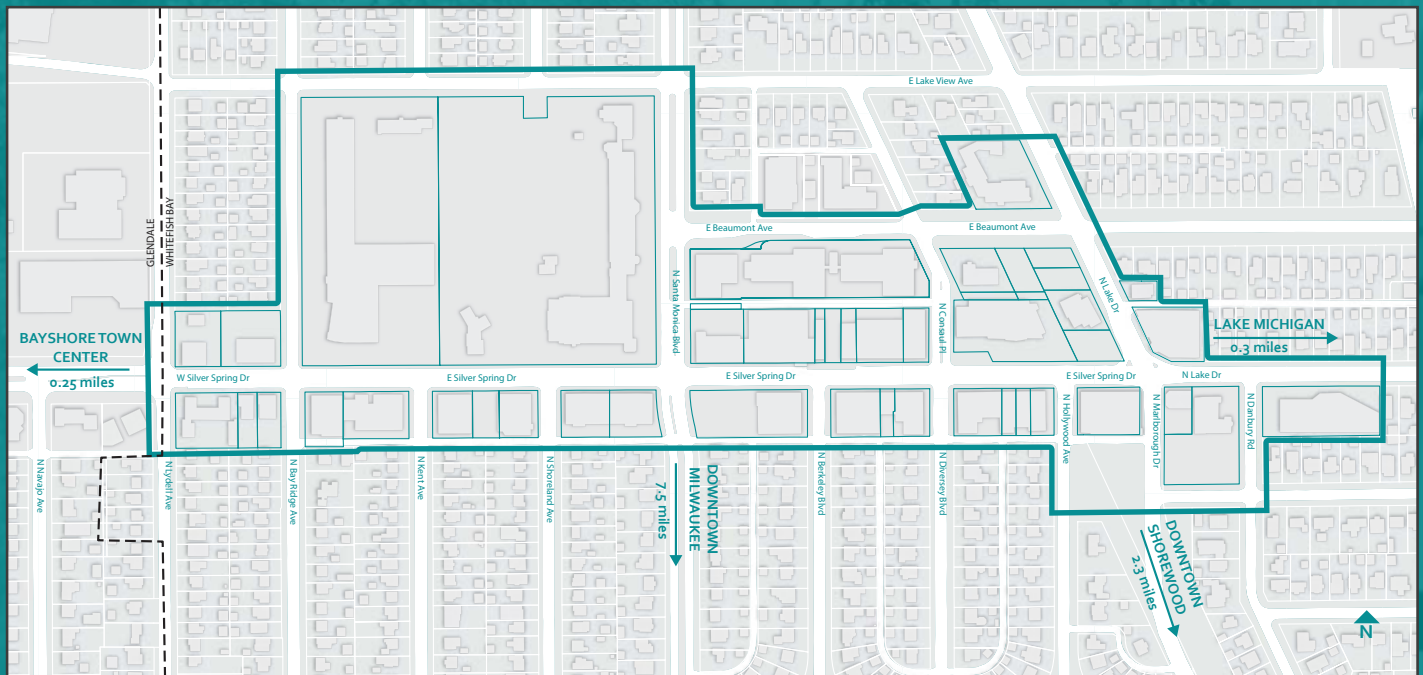 E Lake View Ave
GLENDALE
WHITEFISH BAY
E Beaumont Ave
E Beaumont Ave
N Santa Monica Blvd
N Consaul Pl
N Lake Dr
BAYSHORE TOWN
CENTER
0.25 miles
LAKE MICHIGAN
0.3 miles
W Silver Spring Dr
E Silver Spring Dr
E Silver Spring Dr
E Silver Spring Dr
N Lake Dr
N Hollywood Ave
N Marlborough Dr
N Danbury Rd
N Navajo Ave
N Lydell Ave
N Bay Ridge Ave
N Kent Ave
N Shoreland Ave
DOWNTOWN
MILWAUKEE
7.5 miles
N Berkeley Blvd
N Diversey Blvd
DOWNTOWN
SHOREWOOD
2.3 miles
N